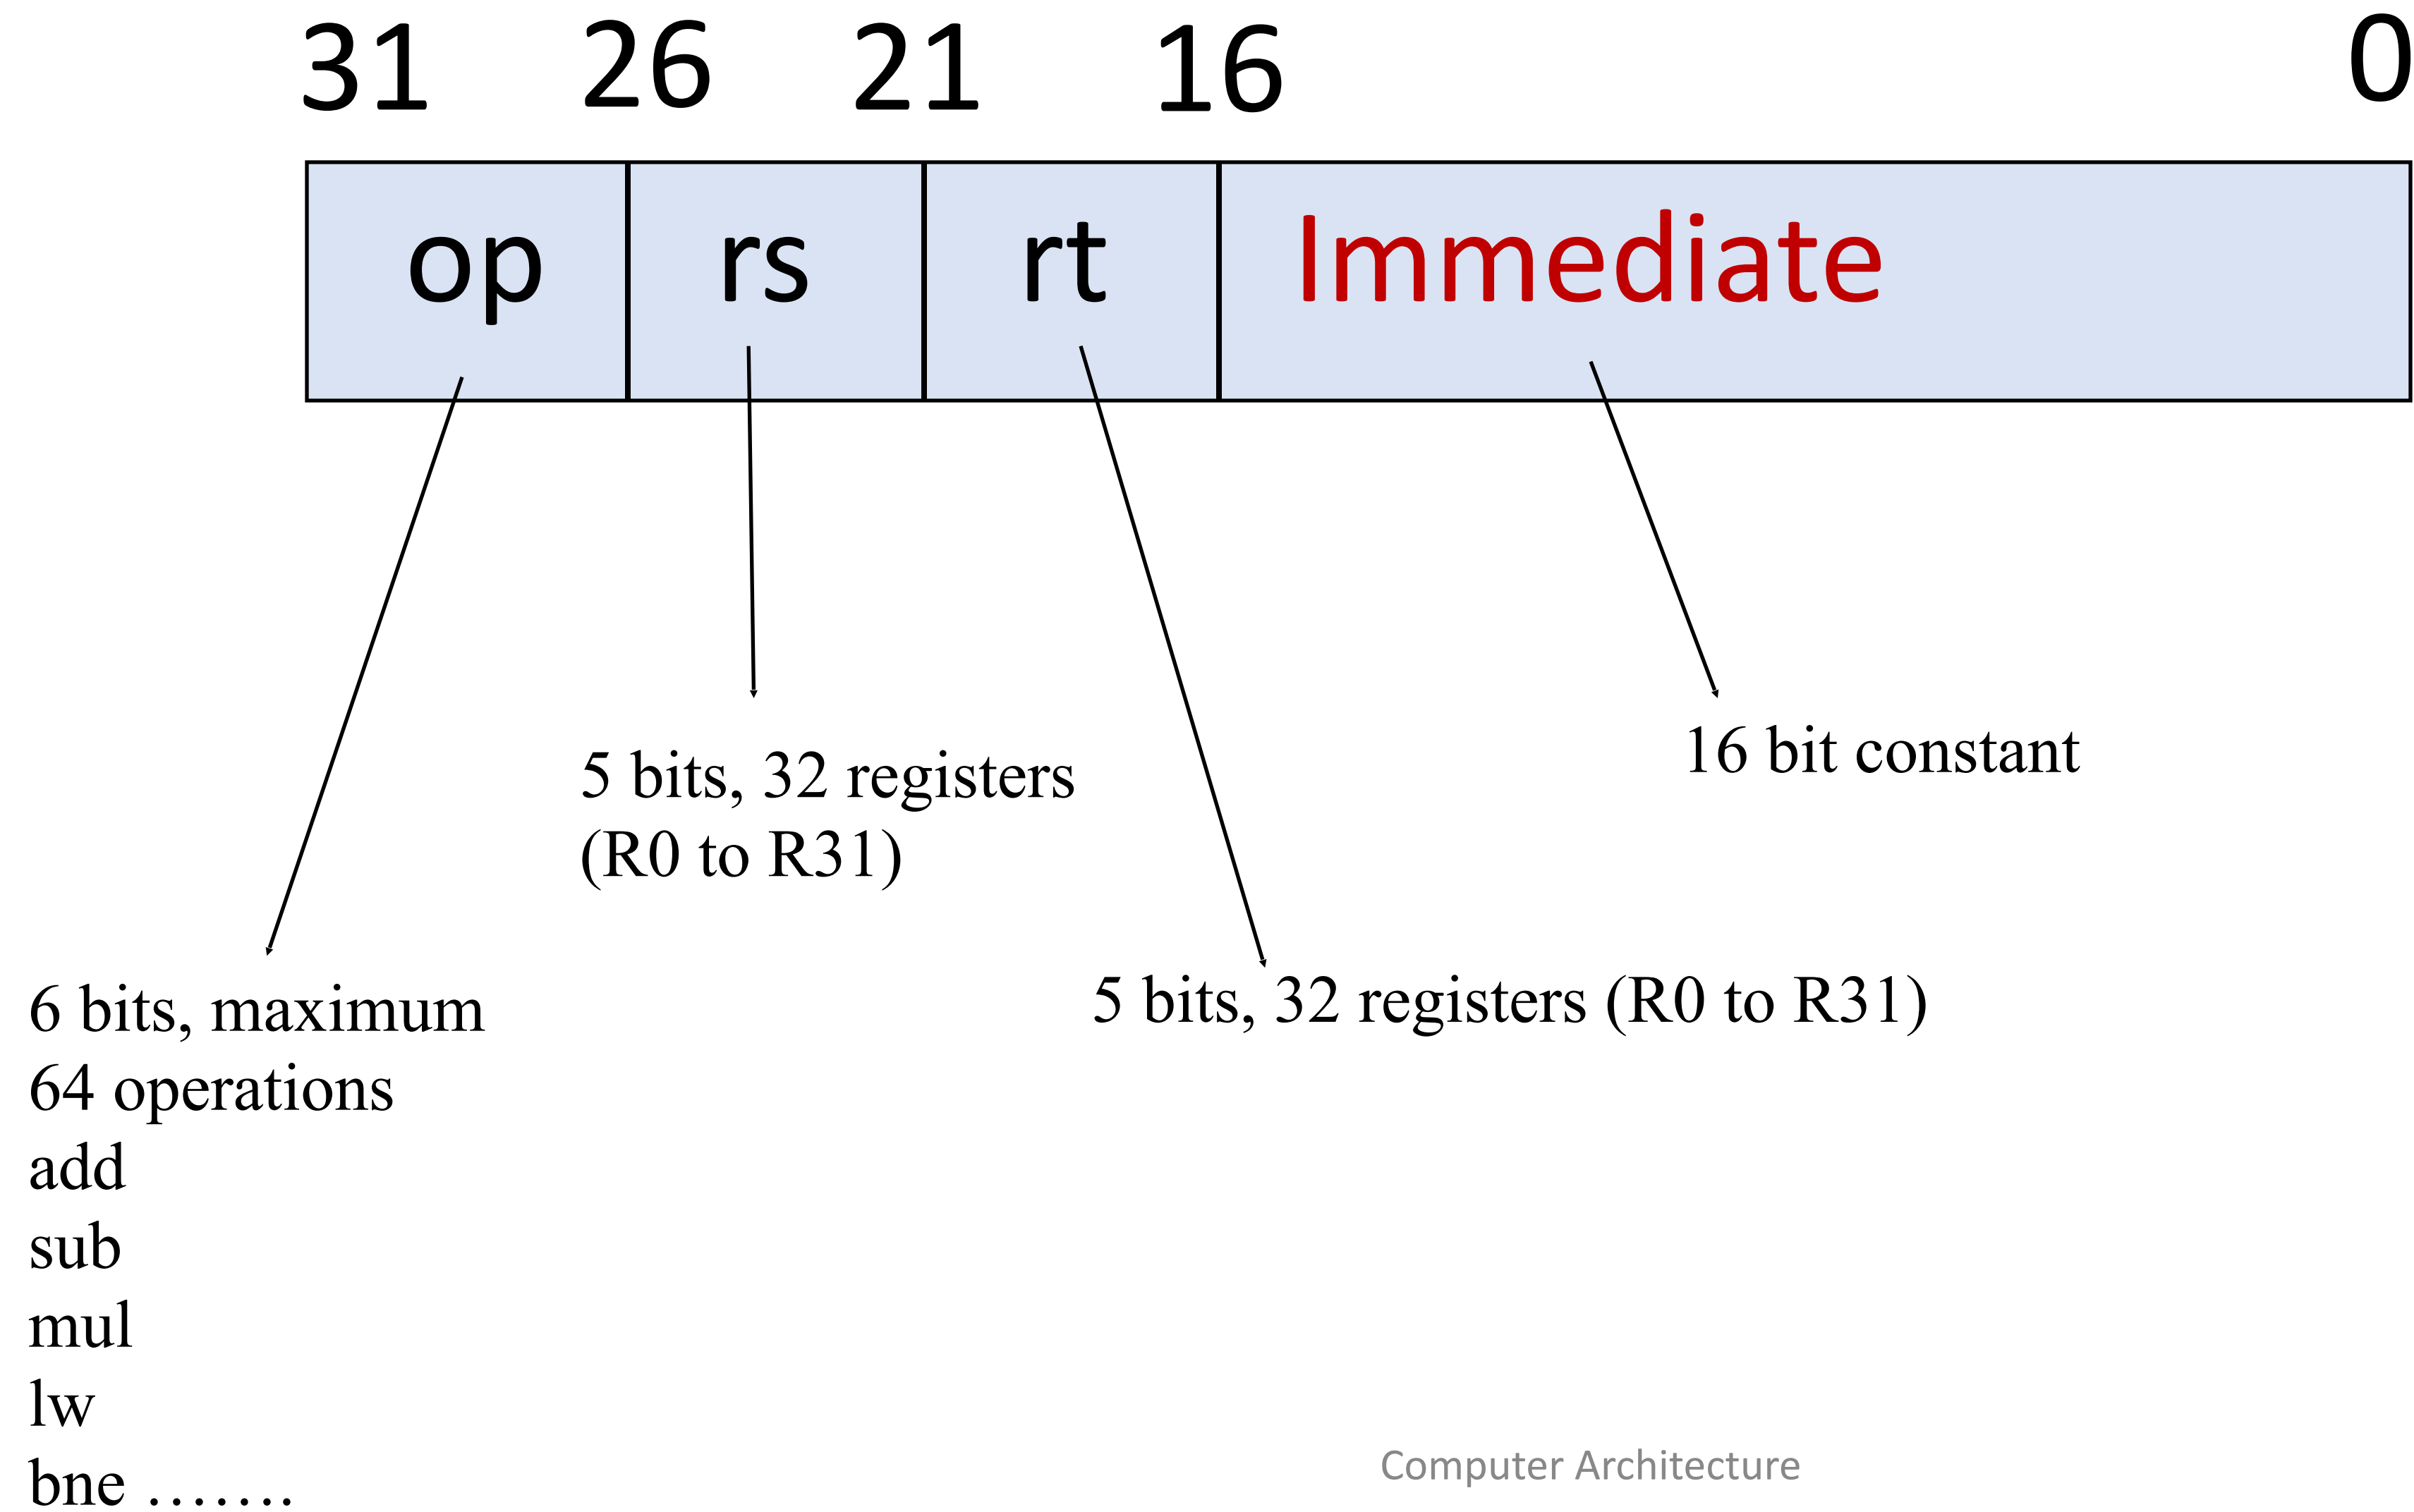 31 26 21 16 0
op rs rt Immediate
5 bits, 32 registers
(R0 to R31)
16 bit constant
6 bits, maximum
64 operations
add
sub
mul
lw
bne .......
5 bits, 32 registers (R0 to R31)
Computer Architecture